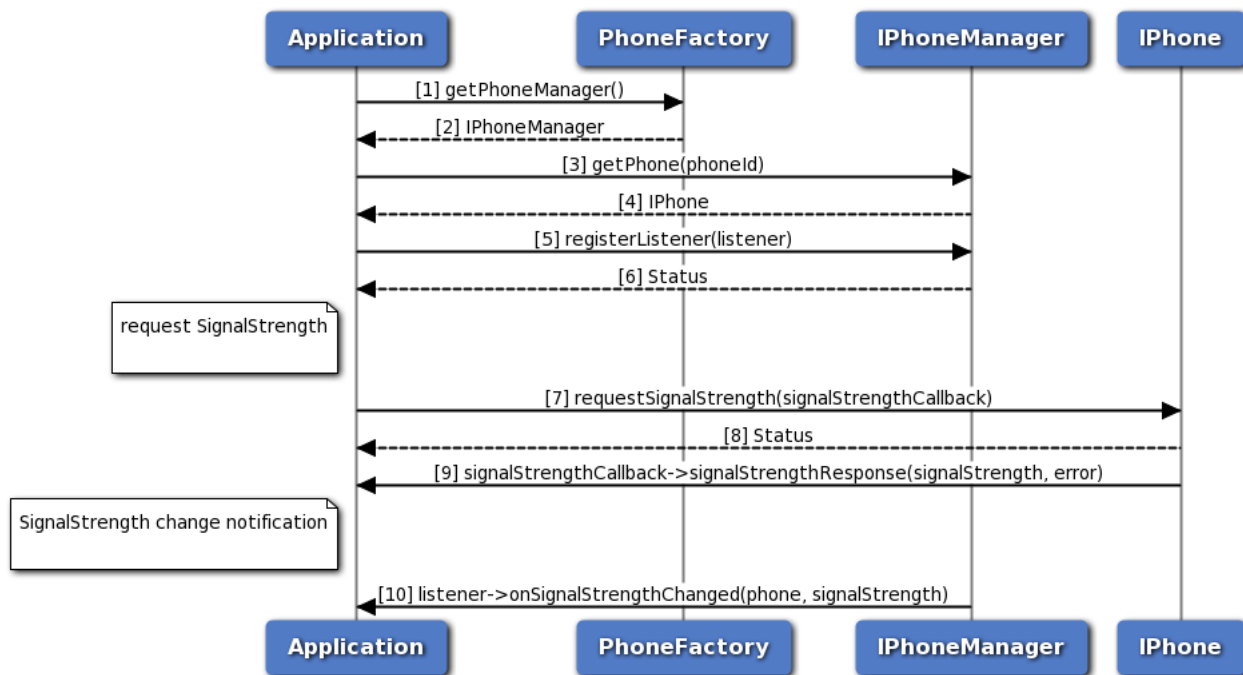 Application PhoneFactory IPhoneManager IPhone
[1] getPhoneManager()
[2] IPhoneManager
[3] getPhone(phoneId)
[4] IPhone
[5] registerListener(listener)
[6] Status
request SignalStrength
[7] requestSignalStrength(signalStrengthCallback)
[8] Status
[9] signalStrengthCallback->signalStrengthResponse(signalStrength, error)
SignalStrength change notification
[10] listener->onSignalStrengthChanged(phone, signalStrength)
Application PhoneFactory IPhoneManager IPhone